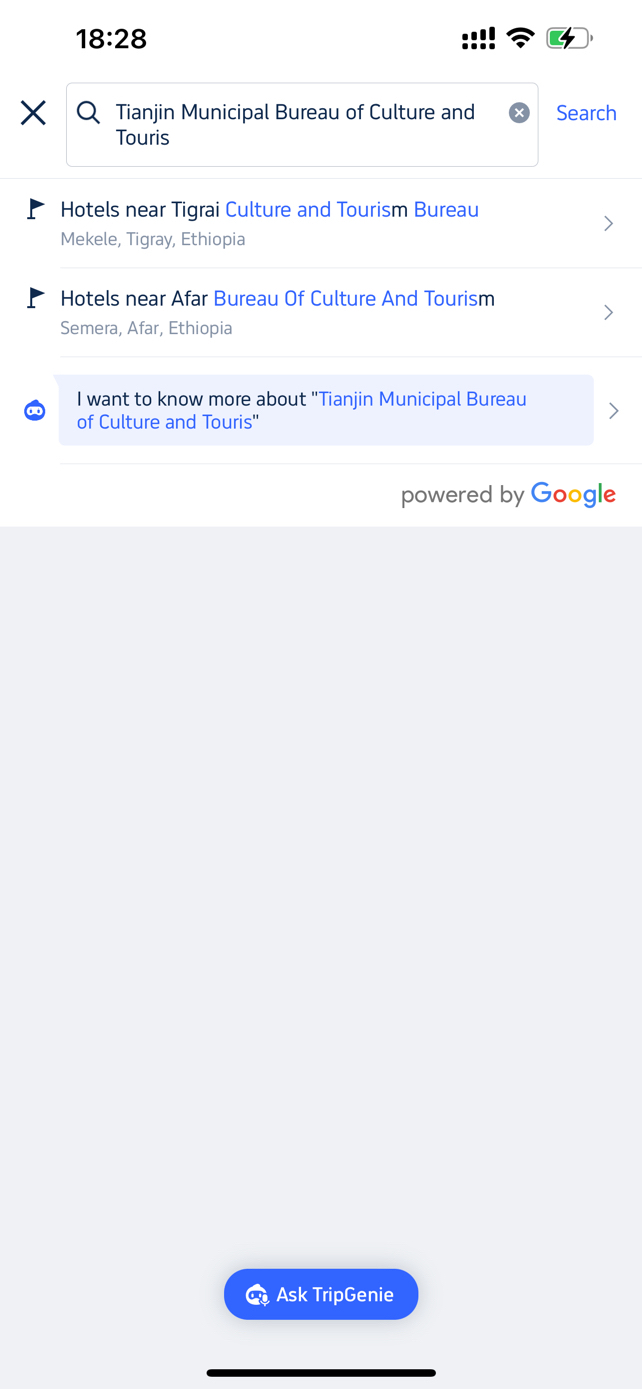 18:28
Tianjin Municipal Bureau of Culture and
Touris
Search
Hotels near Tigrai Culture and Tourism Bureau
Mekele, Tigray, Ethiopia
Hotels near Afar Bureau Of Culture And Tourism
Semera, Afar, Ethiopia
I want to know more about "Tianjin Municipal Bureau
of Culture and Touris"
powered by Google
Ask TripGenie